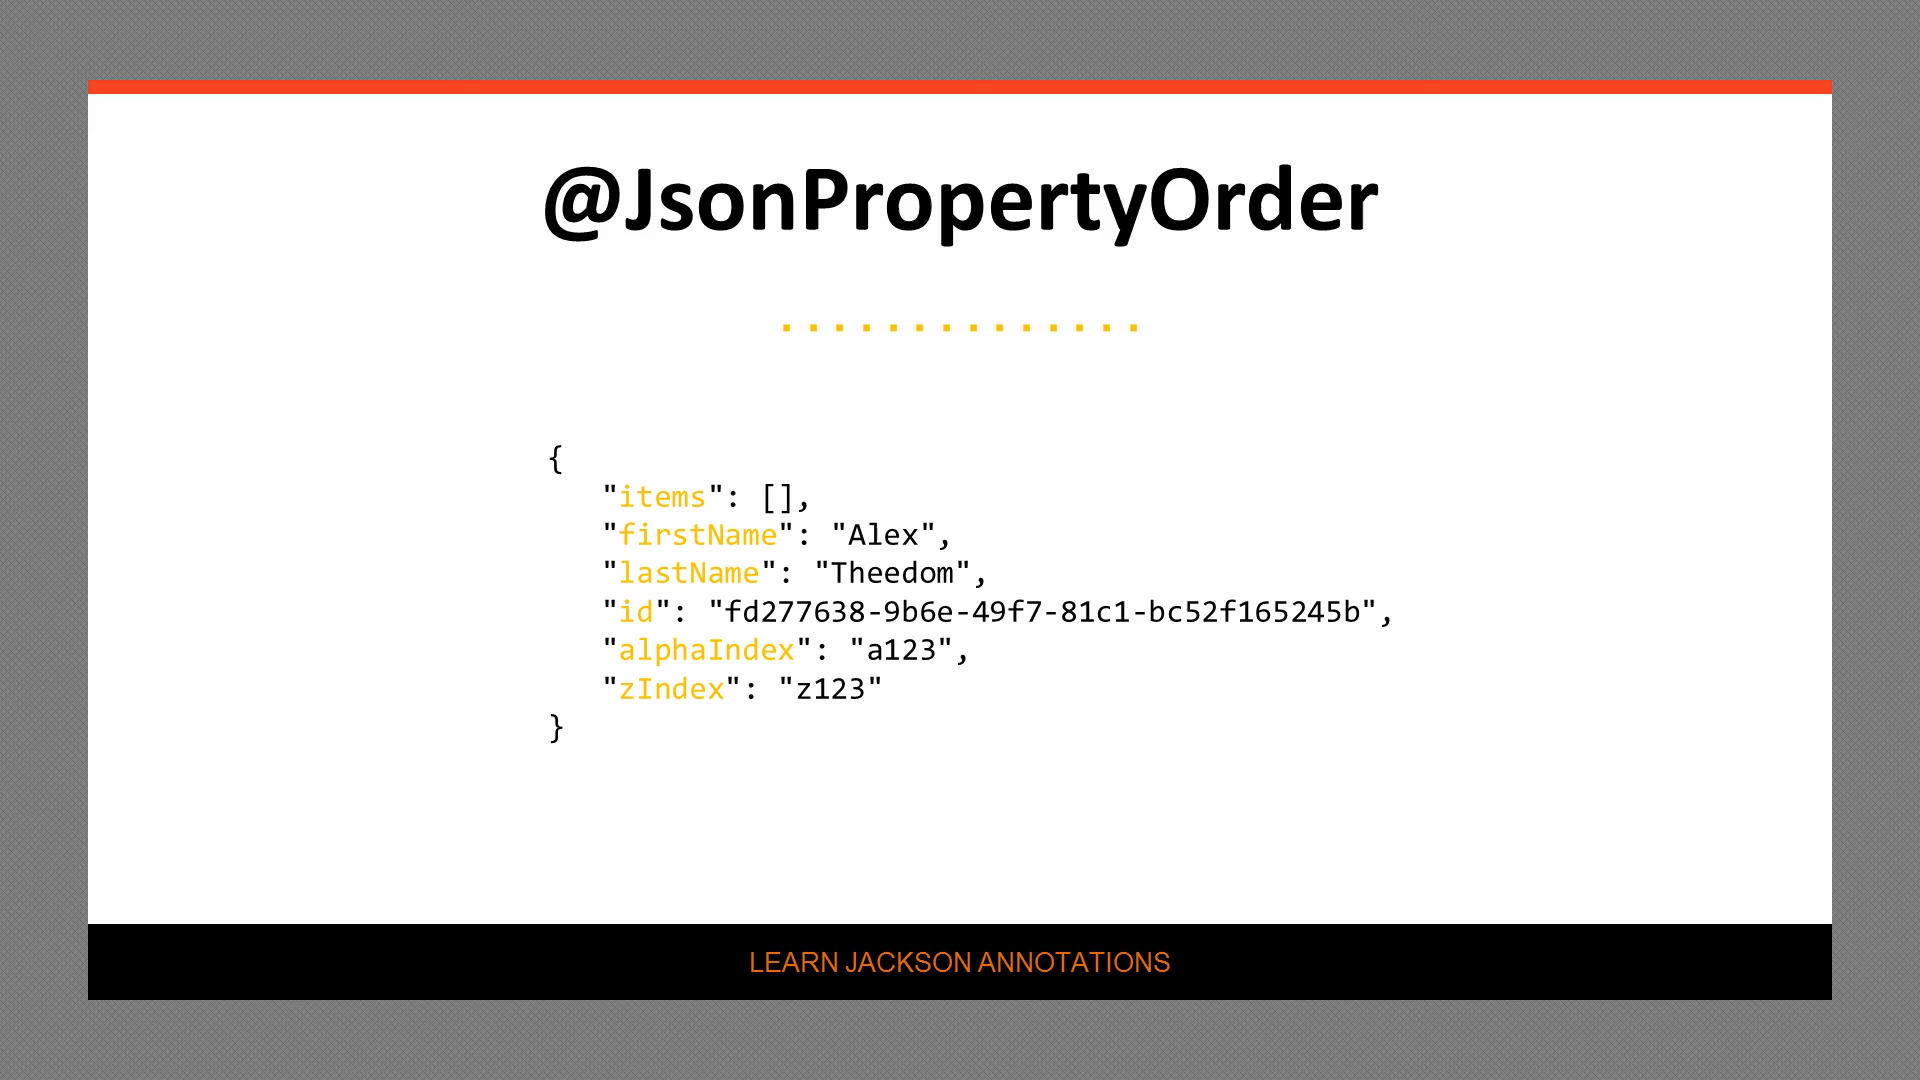 @JsonPropertyOrder
{
"items": [],
"firstName": "Alex",
"lastName": "Theedom",
"id": "fd277638-9b6e-49f7-81c1-bc52f165245b",
"alphaIndex": "a123",
"zIndex": "z123"
}
LEARN JACKSON ANNOTATIONS